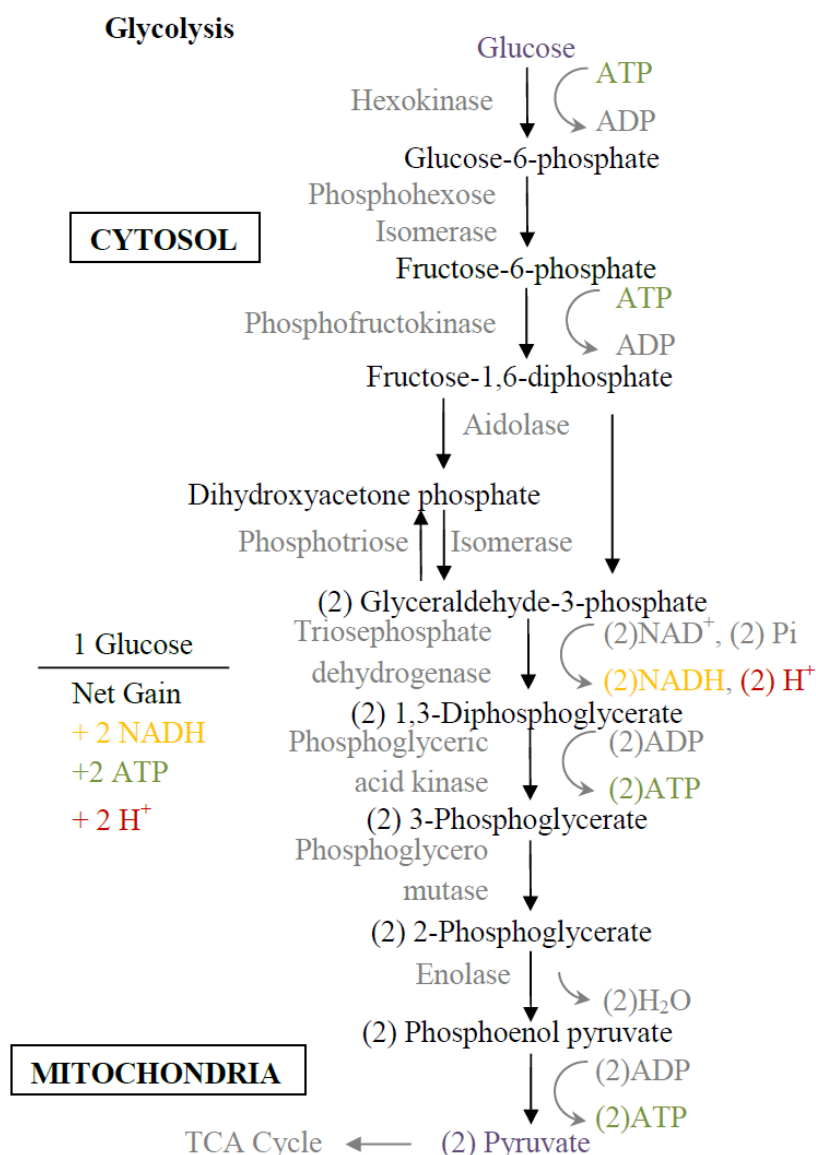 Glycolysis
Glucose
ATP
Hexokinase
ADP
Glucose-6-phosphate
Phosphohexose
Isomerase
CYTOSOL
Fructose-6-phosphate
ATP
Phosphofructokinase
ADP
Fructose-1,6-diphosphate
Aidolase
Dihydroxyacetone phosphate
Phosphotriose Isomerase
(2) Glyceraldehyde-3-phosphate
Triosephosphate
dehydrogenase
(2)NAD⁺, (2) Pi
(2)NADH, (2) H⁺
1 Glucose
Net Gain
+ 2 NADH
+2 ATP
+ 2 H⁺
(2) 1,3-Diphosphoglycerate
Phosphoglyceric
acid kinase
(2)ADP
(2)ATP
(2) 3-Phosphoglycerate
Phosphoglycero
mutase
(2) 2-Phosphoglycerate
Enolase
(2)H₂O
(2) Phosphoenol pyruvate
MITOCHONDRIA
(2)ADP
(2)ATP
TCA Cycle
(2) Pyruvate